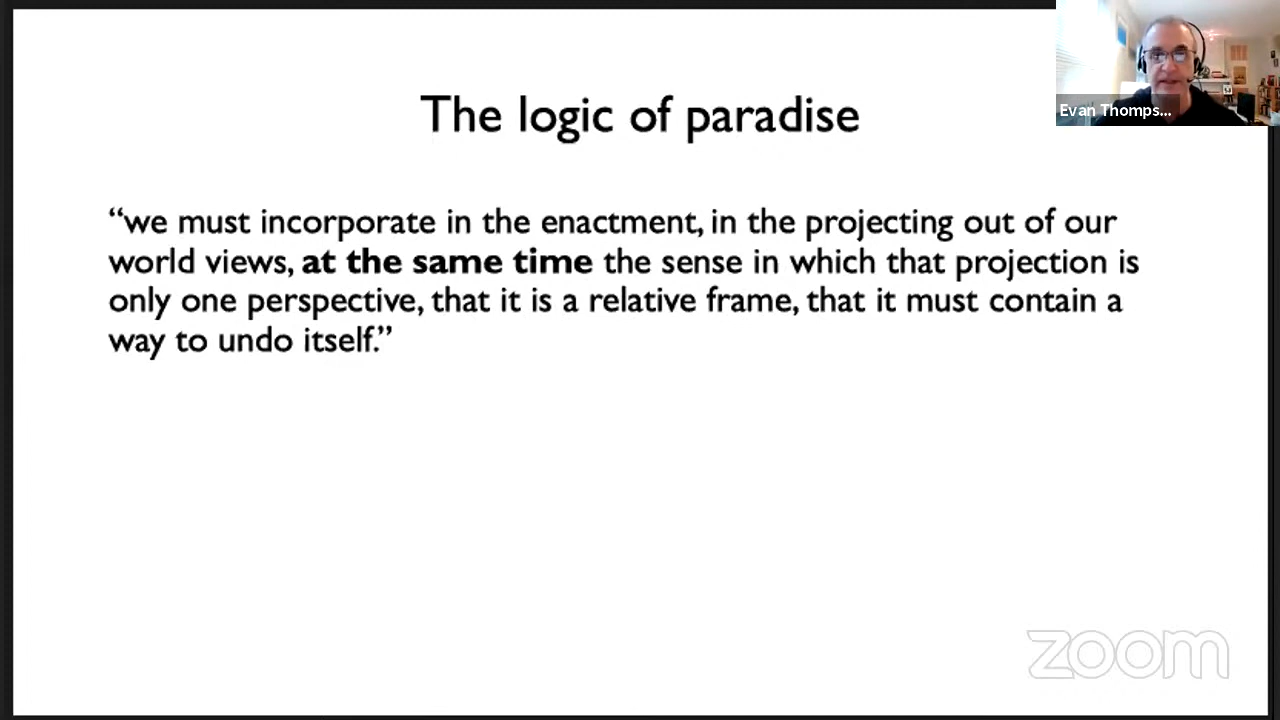 The logic of paradise
Evan Thomps...
“we must incorporate in the enactment, in the projecting out of our
world views, at the same time the sense in which that projection is
only one perspective, that it is a relative frame, that it must contain a
way to undo itself.”
zoom